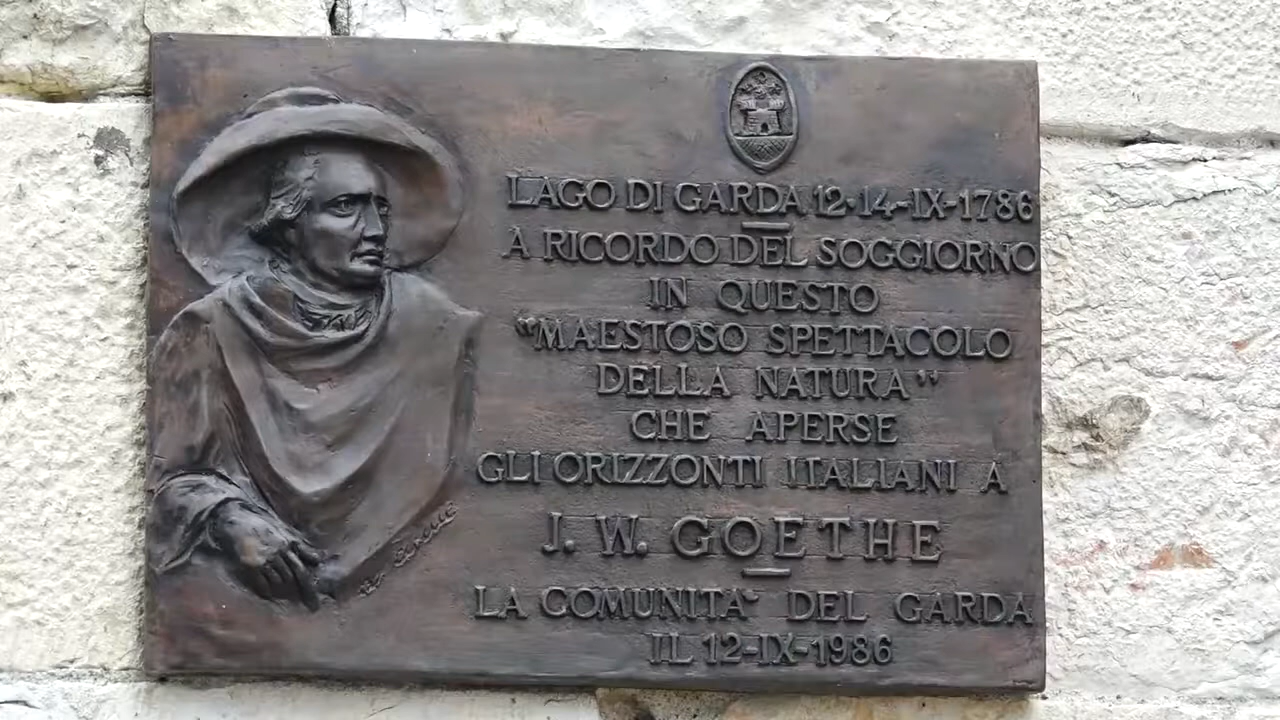 LAGO DI GARDA 12·14-IX-1786
A RICORDO DEL SOGGIORNO
IN QUESTO
"MAESTOSO SPETTACOLO
DELLA NATURA"
CHE APERSE
GLI ORIZZONTI ITALIANI A
J. W. GOETHE
LA COMUNITA' DEL GARDA
IL 12-IX-1986